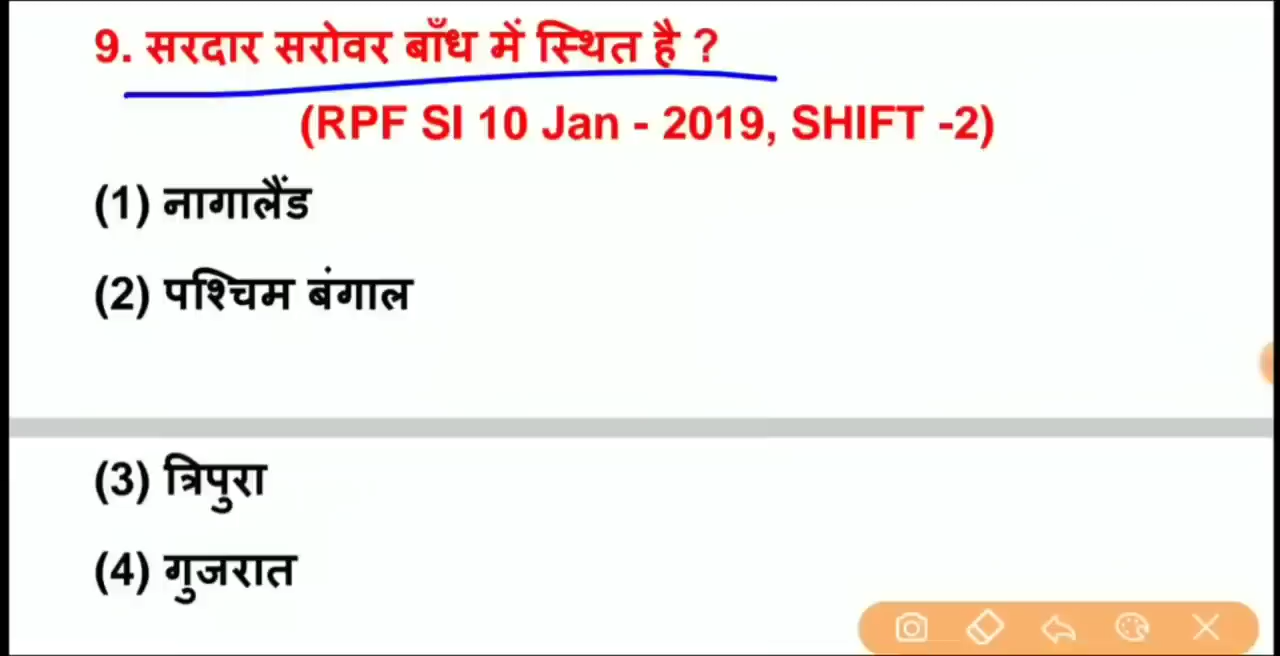 9. सरदार सरोवर बाँध में स्थित है ?
(RPF SI 10 Jan - 2019, SHIFT -2)
(1) नागालैंड
(2) पश्चिम बंगाल
(3) त्रिपुरा
(4) गुजरात